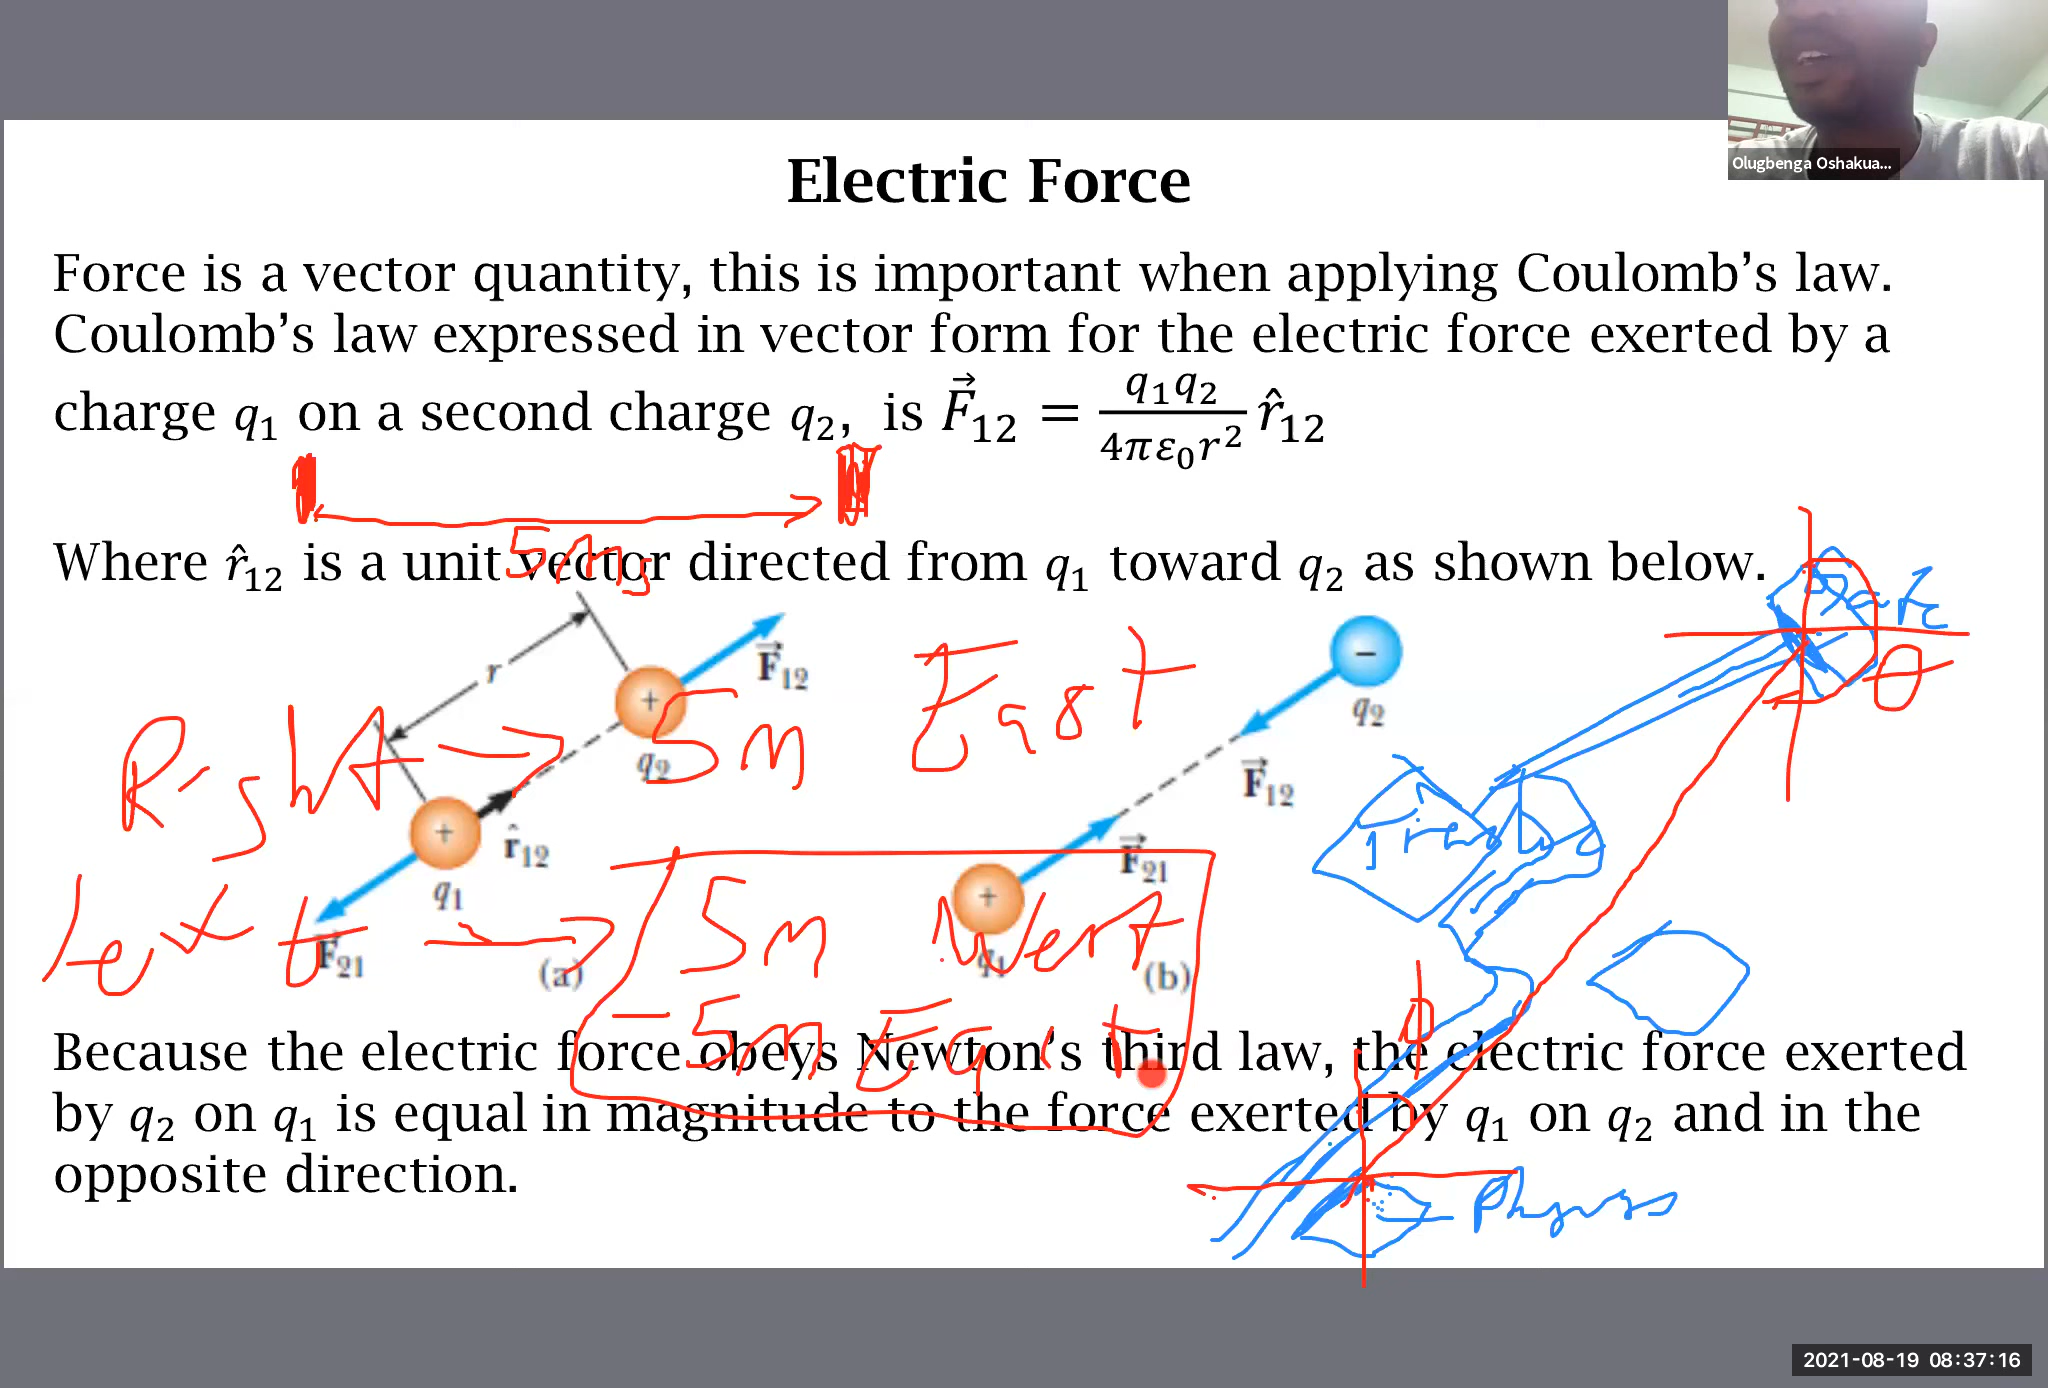 Olugbenga Oshakua...
Electric Force
Force is a vector quantity, this is important when applying Coulomb’s law.
Coulomb’s law expressed in vector form for the electric force exerted by a
charge q₁ on a second charge q₂, is F⃗₁₂ = q₁q₂/4πε₀r² r̂₁₂
5m
Where r̂₁₂ is a unit vector directed from q₁ toward q₂ as shown below.
r
+
F⃗₁₂
−
q₂
θ
Right → 5m East
q₂
F⃗₁₂
+
r̂₁₂
q₁
F⃗₂₁
+
5m West
F⃗₂₁
(a)
q₁
(b)
−5m East
Because the electric force obeys Newton’s third law, the electric force exerted
by q₂ on q₁ is equal in magnitude to the force exerted by q₁ on q₂ and in the
opposite direction.
Physics
2021-08-19 08:37:16